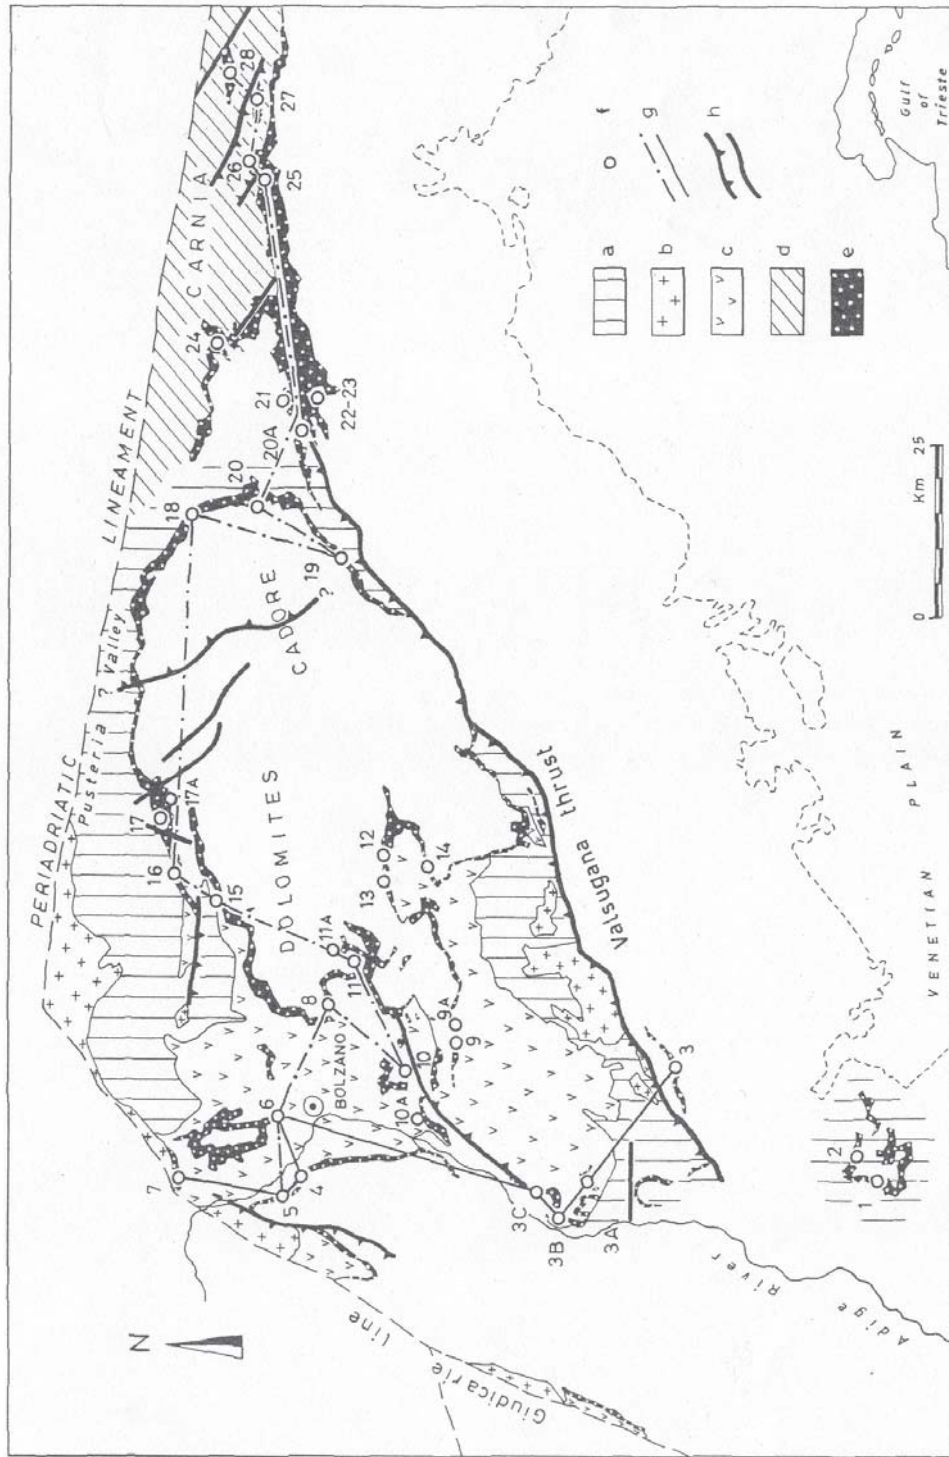 PERIADRIATIC
LINEAMENT
Pusteria ? Valley
CARNIA
CADORE
?
DOLOMITES
BOLZANO
Valsugana thrust
VENETIAN PLAIN
Gulf
of
Trieste
Giudicarie line
Adige River
N
0 Km 25
1
2
3
3A
3B
3C
4
5
6
7
8
9
9A
10
10A
11
11A
12
13
14
15
16
17
17A
18
19
20
20A
21
22-23
24
25
26
27
28
a
b
c
d
e
f
g
h